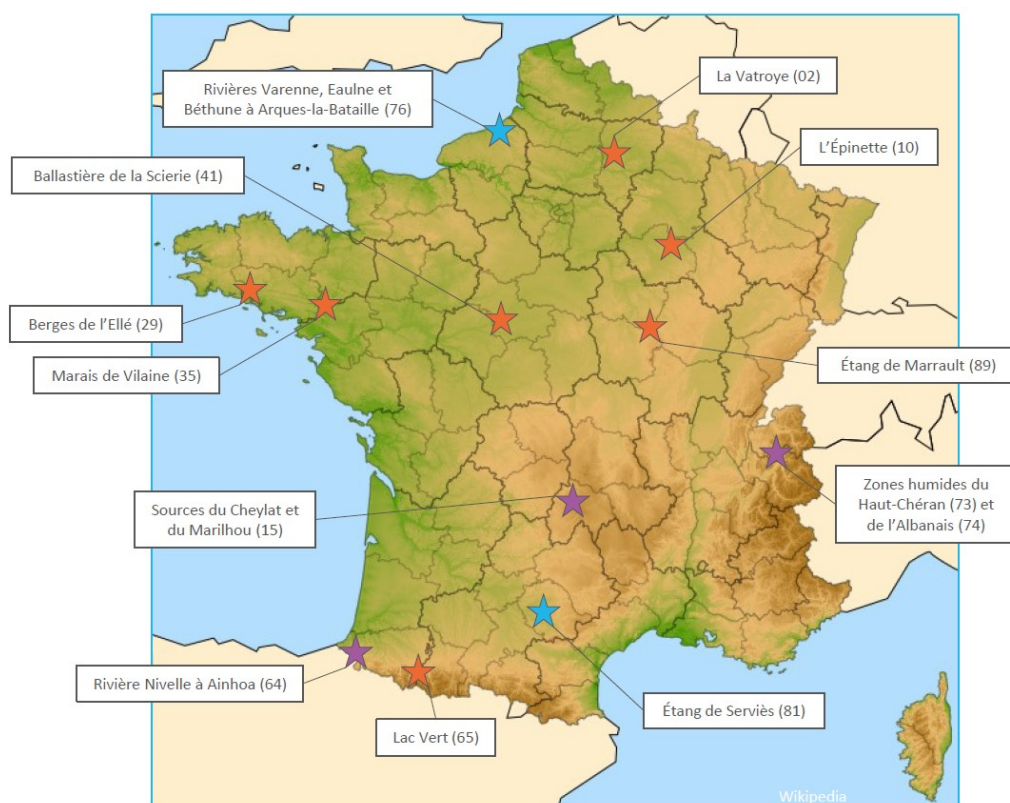 Rivières Varenne, Eaulne et
Béthune à Arques-la-Bataille (76)
La Vatroye (02)
L’Épinette (10)
Ballastière de la Scierie (41)
Berges de l’Ellé (29)
Marais de Vilaine (35)
Étang de Marrault (89)
Sources du Cheylat et
du Marilhou (15)
Zones humides du
Haut-Chéran (73) et
de l’Albanais (74)
Rivière Nivelle à Ainhoa (64)
Lac Vert (65)
Étang de Serviès (81)
Wikipedia